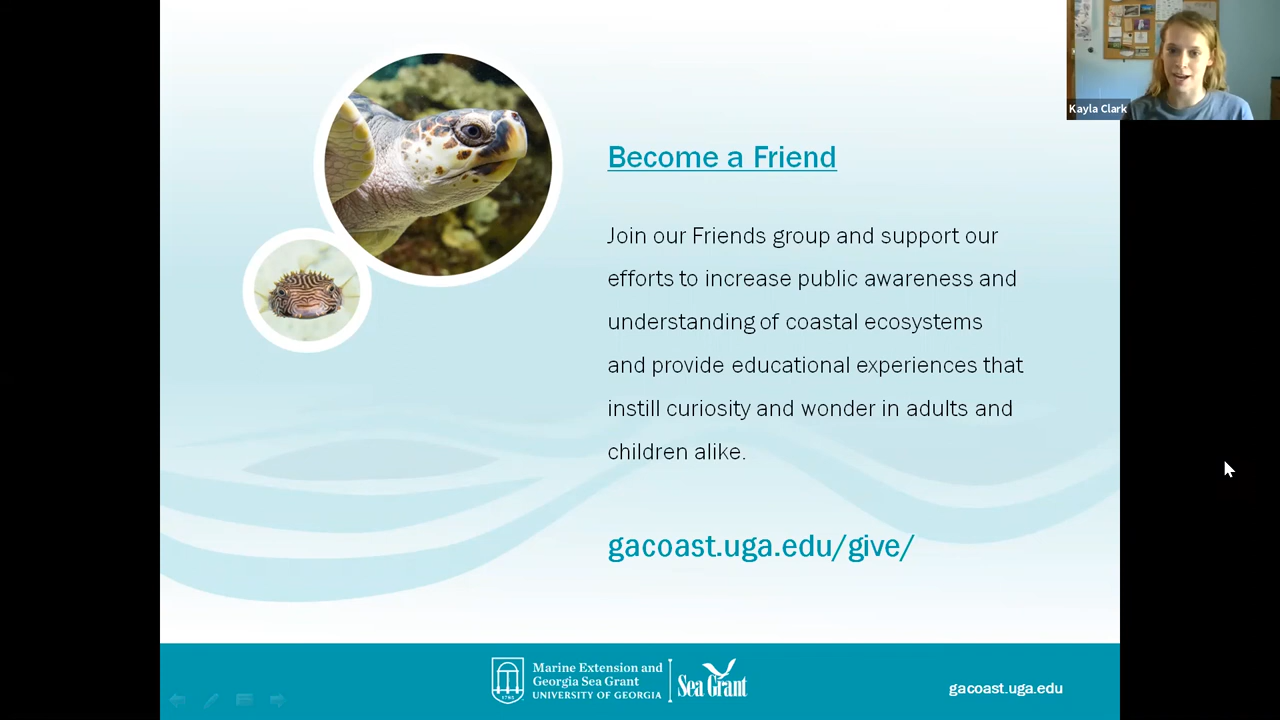 Kayla Clark
Become a Friend
Join our Friends group and support our
efforts to increase public awareness and
understanding of coastal ecosystems
and provide educational experiences that
instill curiosity and wonder in adults and
children alike.
gacoast.uga.edu/give/
1785
Marine Extension and
Georgia Sea Grant
UNIVERSITY OF GEORGIA
Sea Grant
gacoast.uga.edu